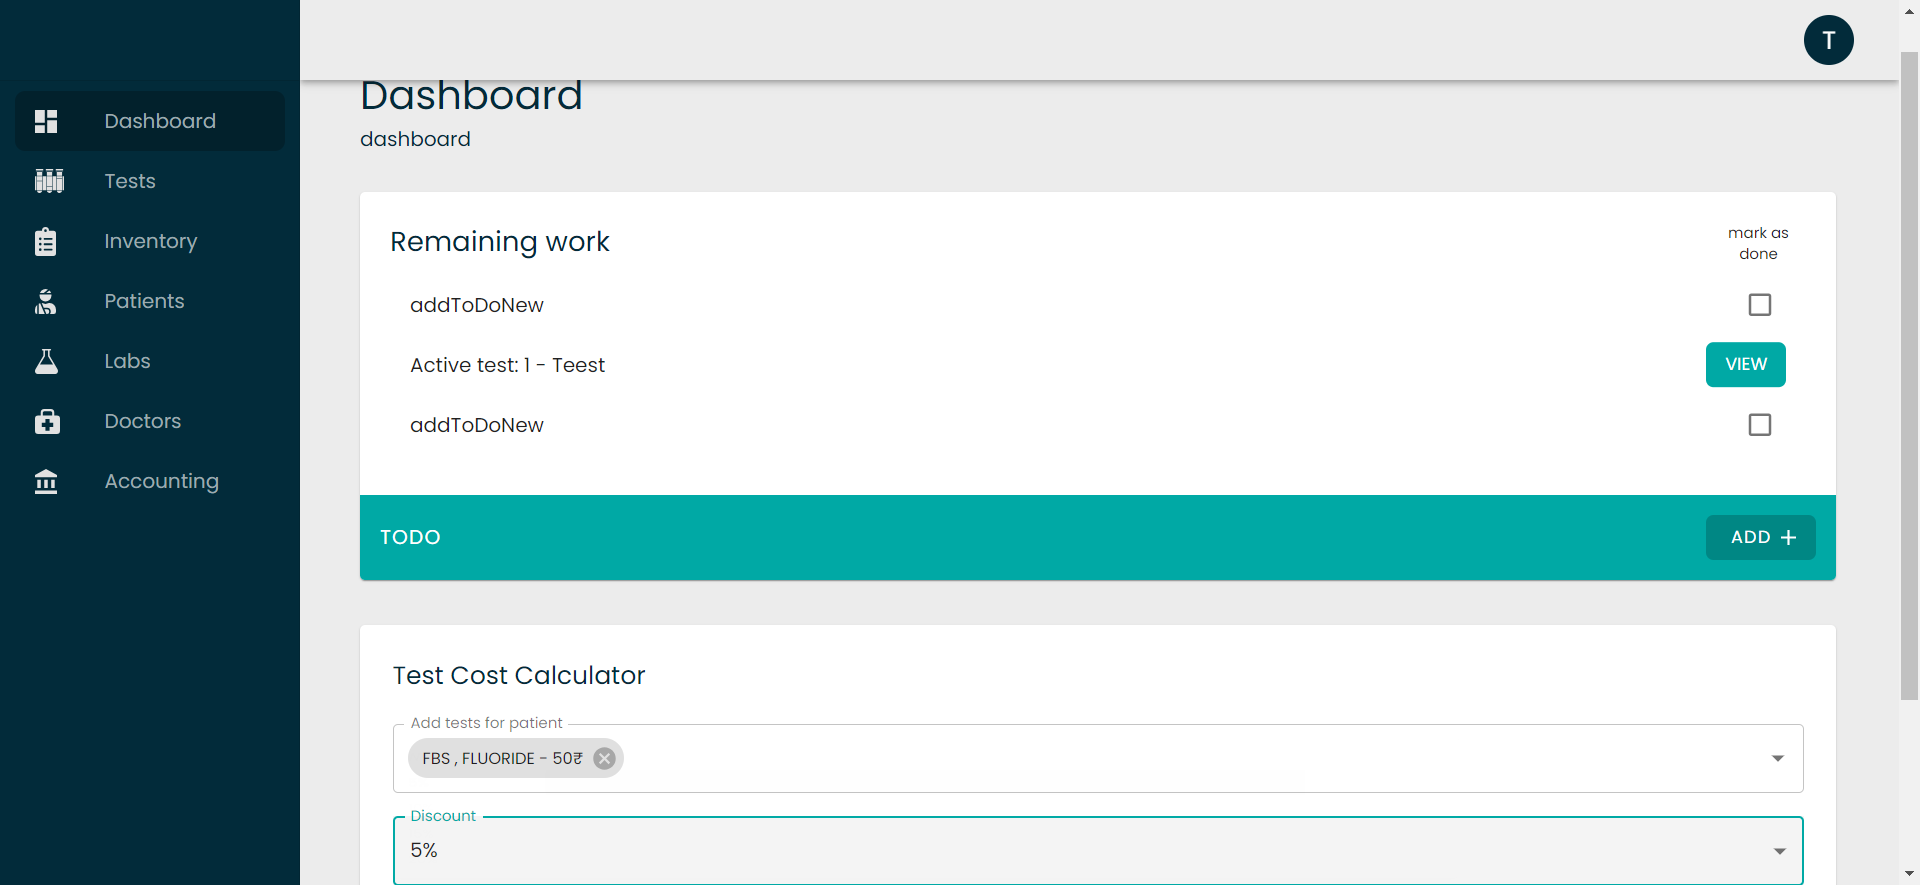 T
Dashboard
Tests
Inventory
Patients
Labs
Doctors
Accounting
Dashboard
dashboard
Remaining work
mark as
done
addToDoNew
Active test: 1 - Teest
VIEW
addToDoNew
TODO
ADD +
Test Cost Calculator
Add tests for patient
FBS , FLUORIDE - 50₹
Discount
5%